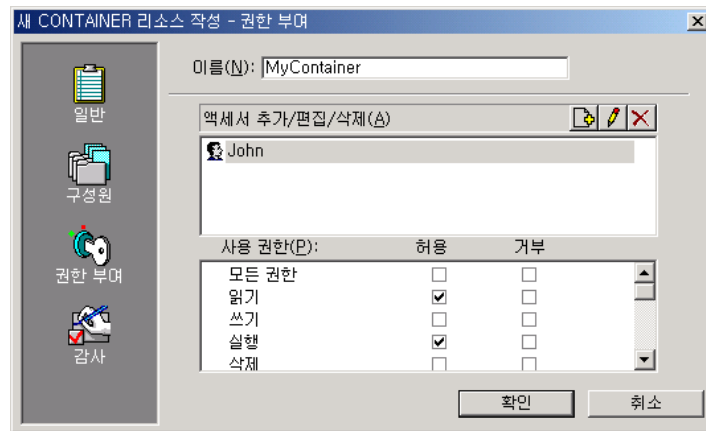 새 CONTAINER 리소스 작성 - 권한 부여
일반
구성원
권한 부여
감사
이름(N): MyContainer
액세서 추가/편집/삭제(A)
John
사용 권한(P): 허용 거부
모든 권한
읽기
쓰기
실행
삭제
확인 취소